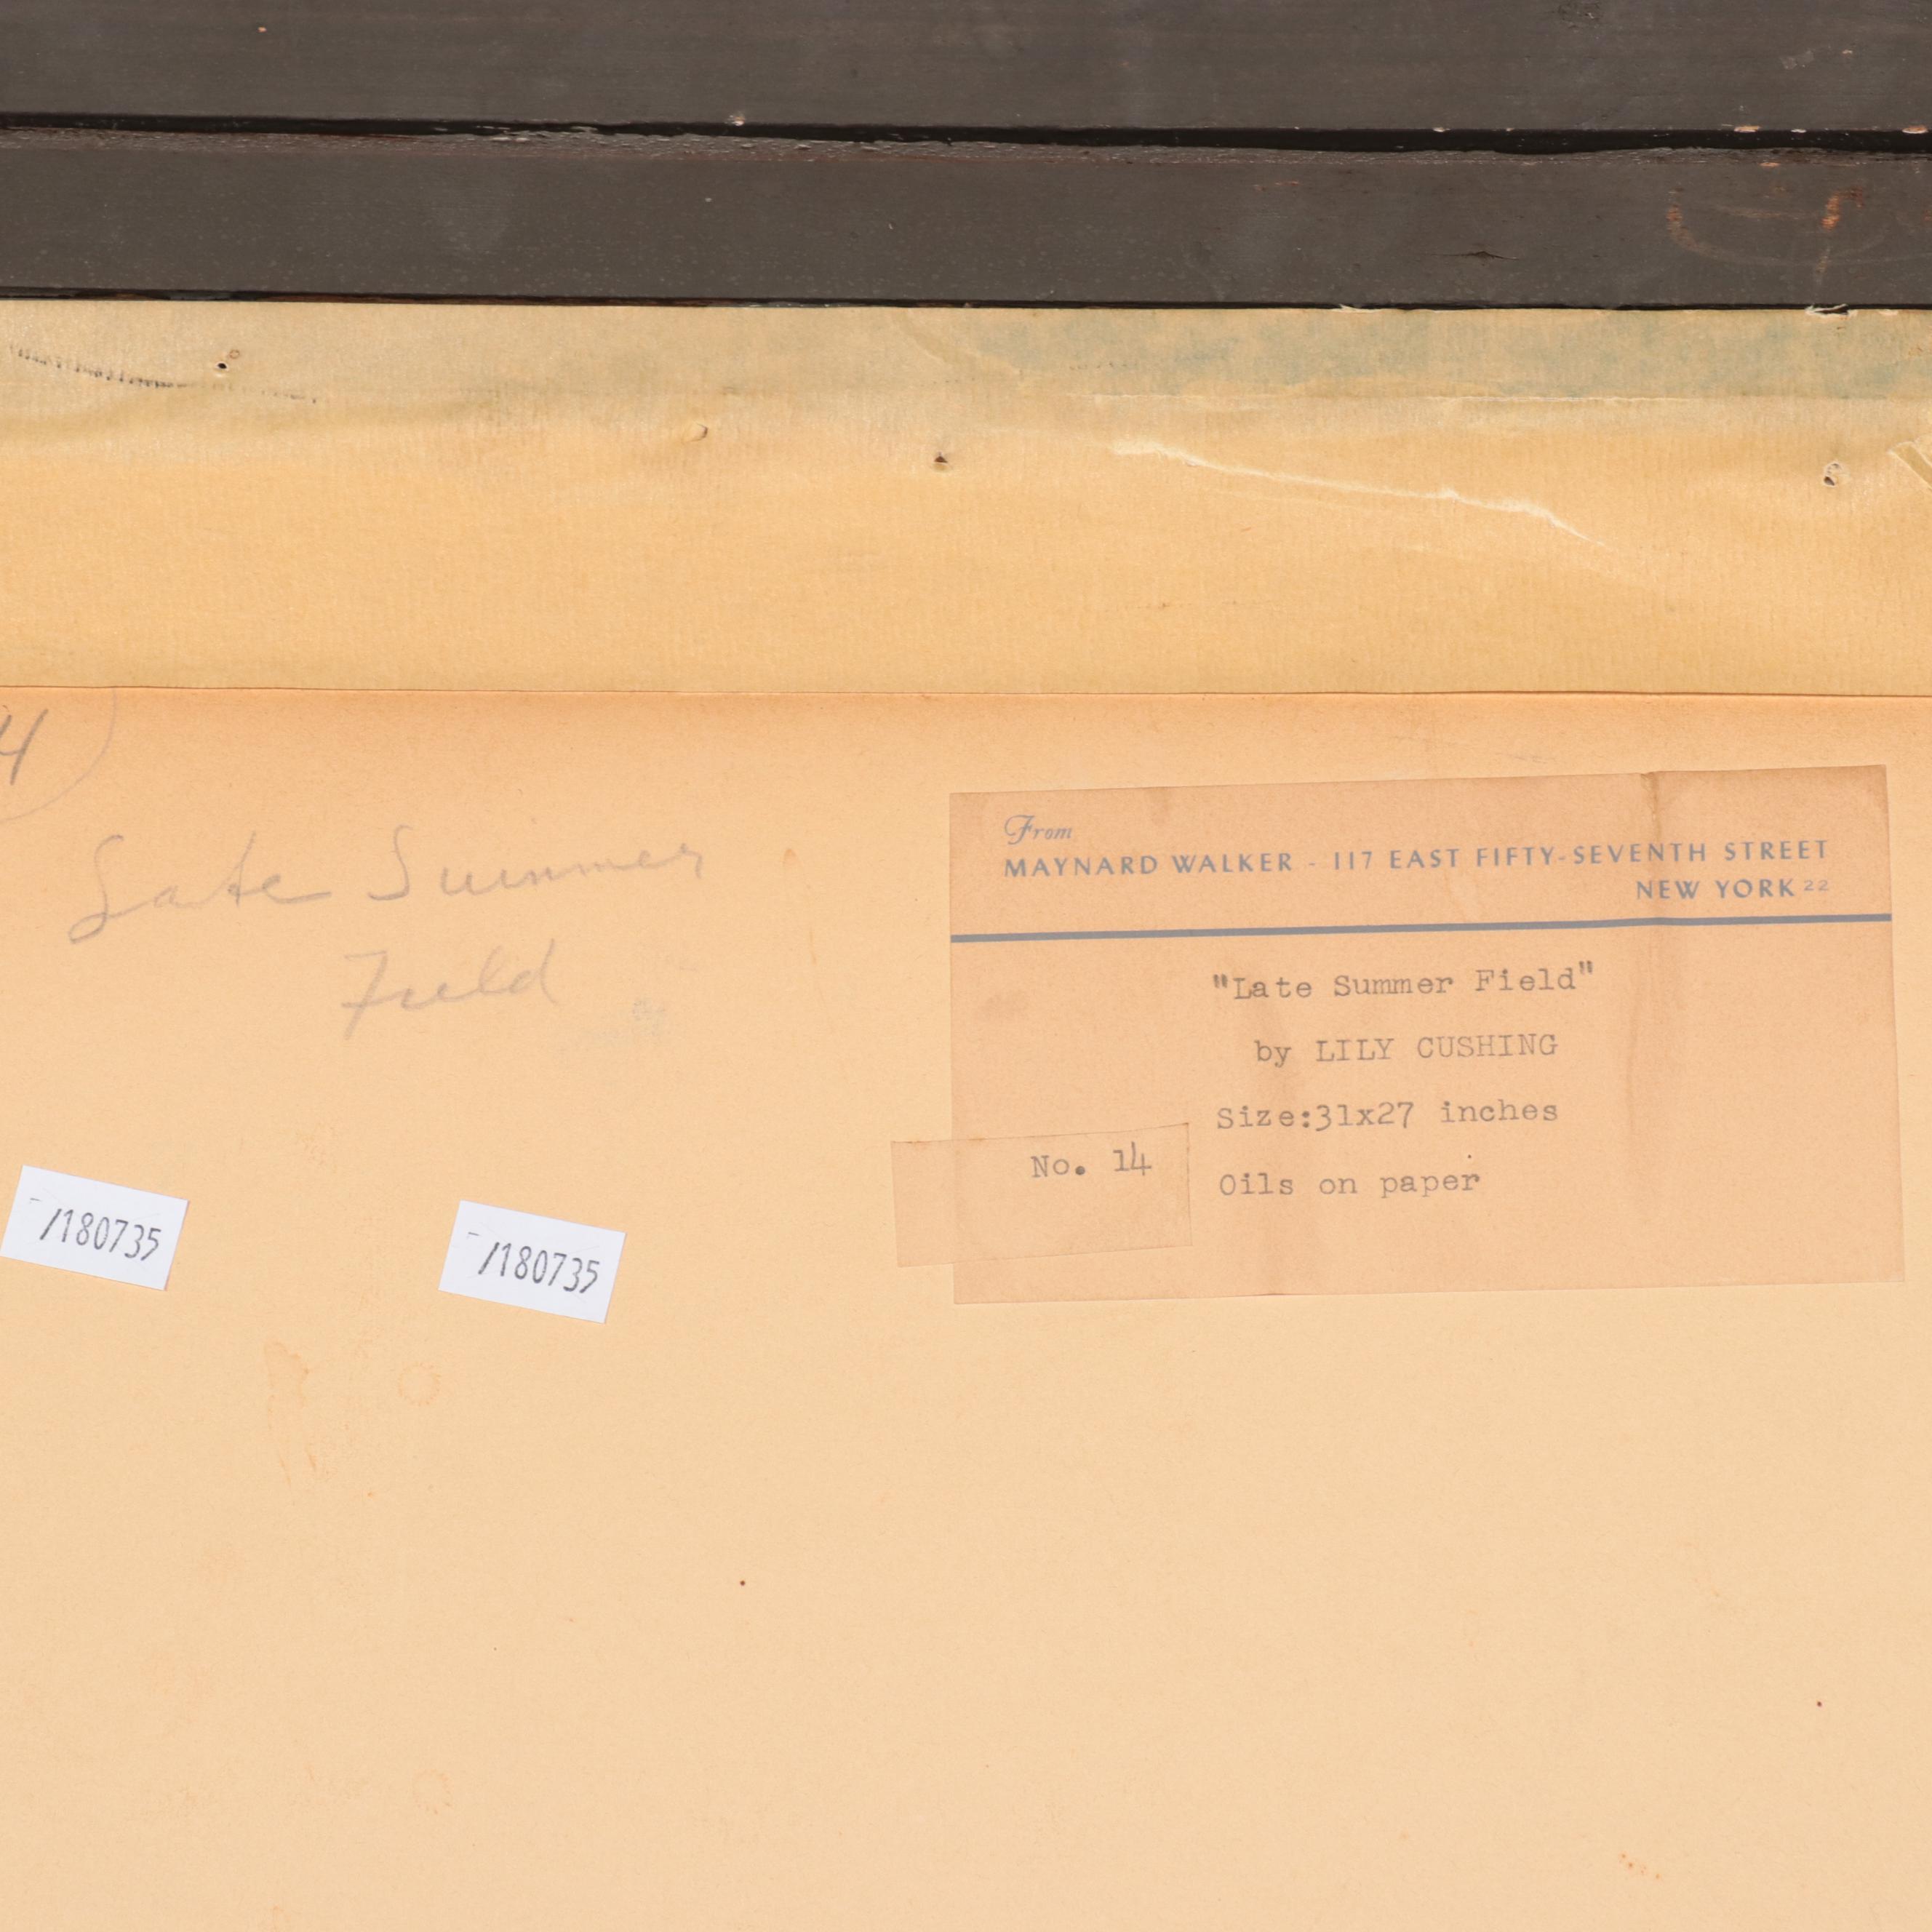 4
Late Summer
Field
From
MAYNARD WALKER - 117 EAST FIFTY-SEVENTH STREET
NEW YORK 22
"Late Summer Field"
by LILY CUSHING
Size:31x27 inches
No. 14
Oils on paper
-/180735
-/180735